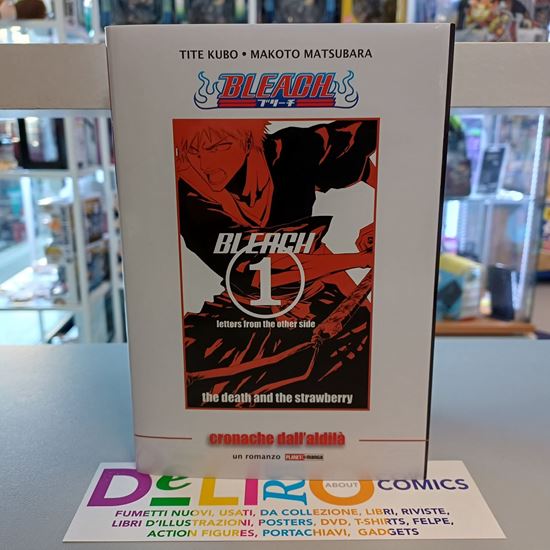 TITE KUBO • MAKOTO MATSUBARA
BLEACH
ブリーチ
BLEACH
1
letters from the other side
the death and the strawberry
cronache dall'aldilà
un romanzo PLANET manga
DeLIRIO ABOUT COMICS
FUMETTI NUOVI, USATI, DA COLLEZIONE, LIBRI, RIVISTE,
LIBRI D'ILLUSTRAZIONI, POSTERS, DVD, T-SHIRTS, FELPE,
ACTION FIGURES, PORTACHIAVI, GADGETS